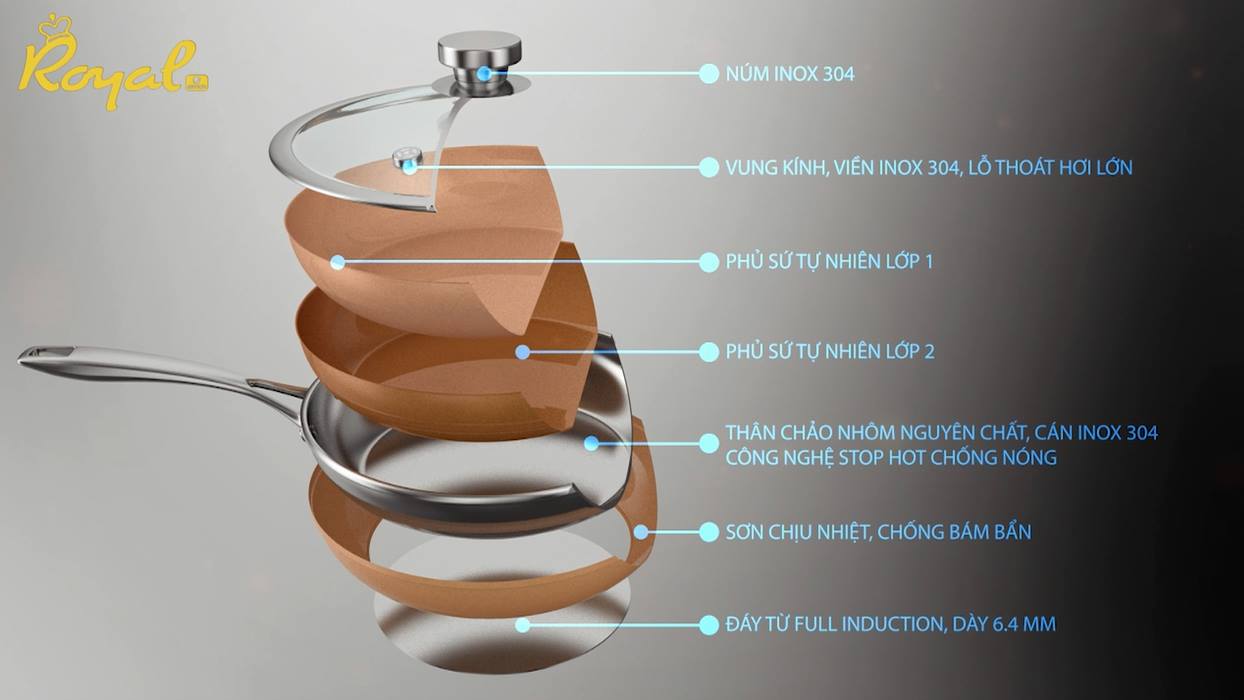 Royal
NÚM INOX 304
VUNG KÍNH, VIỀN INOX 304, LỖ THOÁT HƠI LỚN
PHỦ SỨ TỰ NHIÊN LỚP 1
PHỦ SỨ TỰ NHIÊN LỚP 2
THÂN CHẢO NHÔM NGUYÊN CHẤT, CÁN INOX 304
CÔNG NGHỆ STOP HOT CHỐNG NÓNG
SƠN CHỊU NHIỆT, CHỐNG BÁM BẨN
ĐÁY TỪ FULL INDUCTION, DÀY 6.4 MM